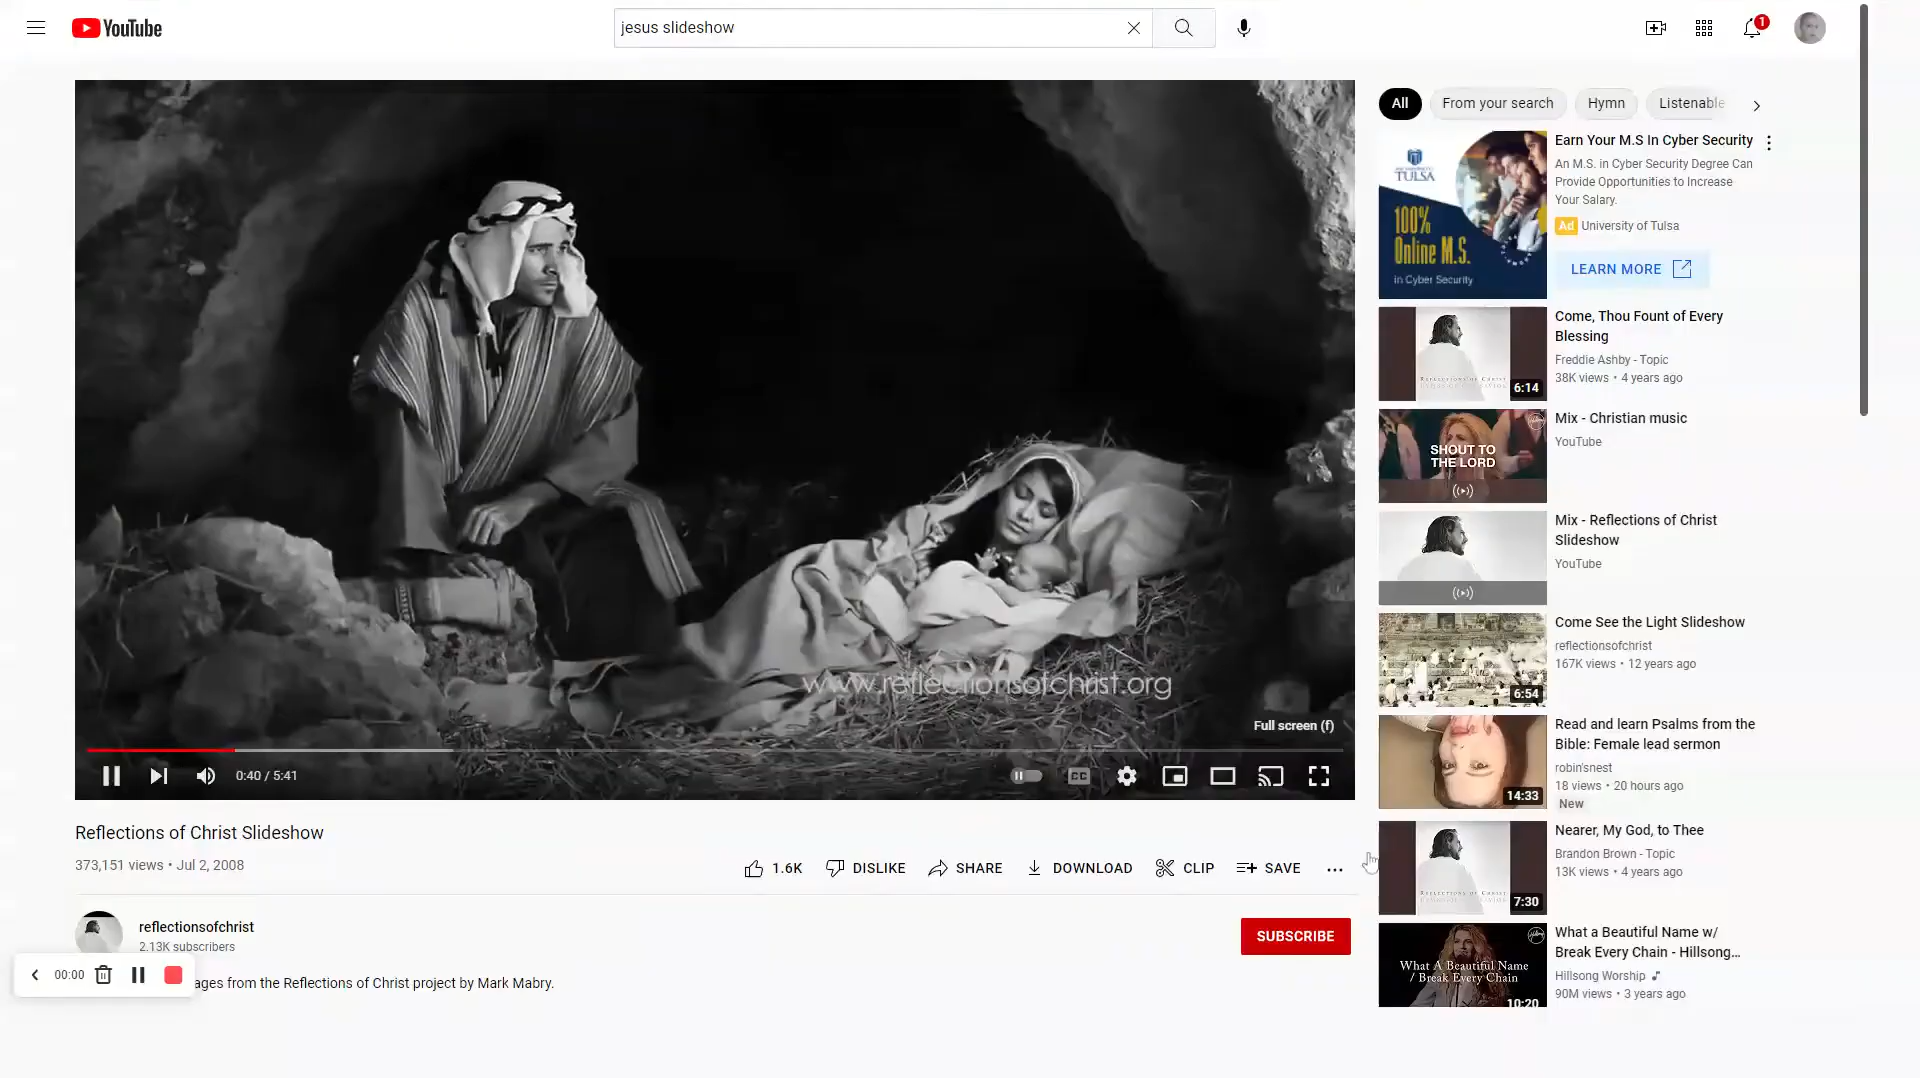 YouTube
jesus slideshow
1
www.reflectionsofchrist.org
Full screen (f)
0:40 / 5:41
CC
Reflections of Christ Slideshow
373,151 views • Jul 2, 2008
1.6K
DISLIKE
SHARE
DOWNLOAD
CLIP
SAVE
reflectionsofchrist
2.13K subscribers
SUBSCRIBE
00:00
ages from the Reflections of Christ project by Mark Mabry.
All
From your search
Hymn
Listenable
TULSA
100%
Online M.S.
in Cyber Security
Earn Your M.S In Cyber Security
An M.S. in Cyber Security Degree Can
Provide Opportunities to Increase
Your Salary.
Ad University of Tulsa
LEARN MORE
6:14
Come, Thou Fount of Every
Blessing
Freddie Ashby - Topic
38K views • 4 years ago
SHOUT TO
THE LORD
Mix - Christian music
YouTube
Mix - Reflections of Christ
Slideshow
YouTube
6:54
Come See the Light Slideshow
reflectionsofchrist
167K views • 12 years ago
14:33
Read and learn Psalms from the
Bible: Female lead sermon
robin'snest
18 views • 20 hours ago
New
7:30
Nearer, My God, to Thee
Brandon Brown - Topic
13K views • 4 years ago
What A Beautiful Name
/ Break Every Chain
10:20
What a Beautiful Name w/
Break Every Chain - Hillsong...
Hillsong Worship
90M views • 3 years ago